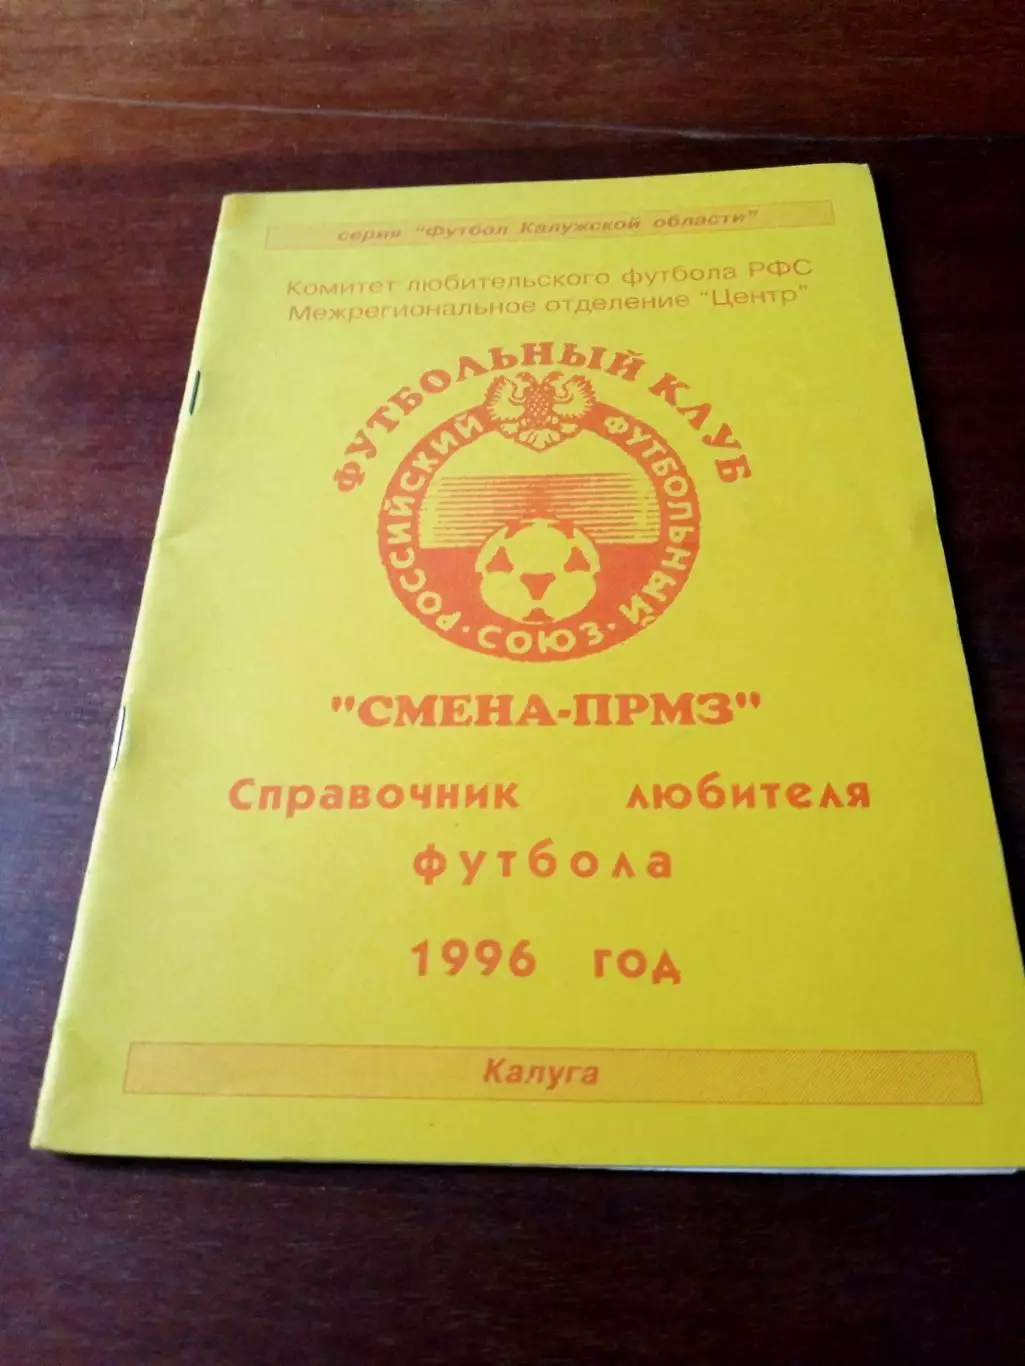 серия "Футбол Калужской области"
Комитет любительского футбола РФС
Межрегиональное отделение "Центр"
ФУТБОЛЬНЫЙ КЛУБ
РОССИЙСКИЙ ФУТБОЛЬНЫЙ
· СОЮЗ ·
"СМЕНА-ПРМЗ"
Справочник любителя
футбола
1996 год
Калуга